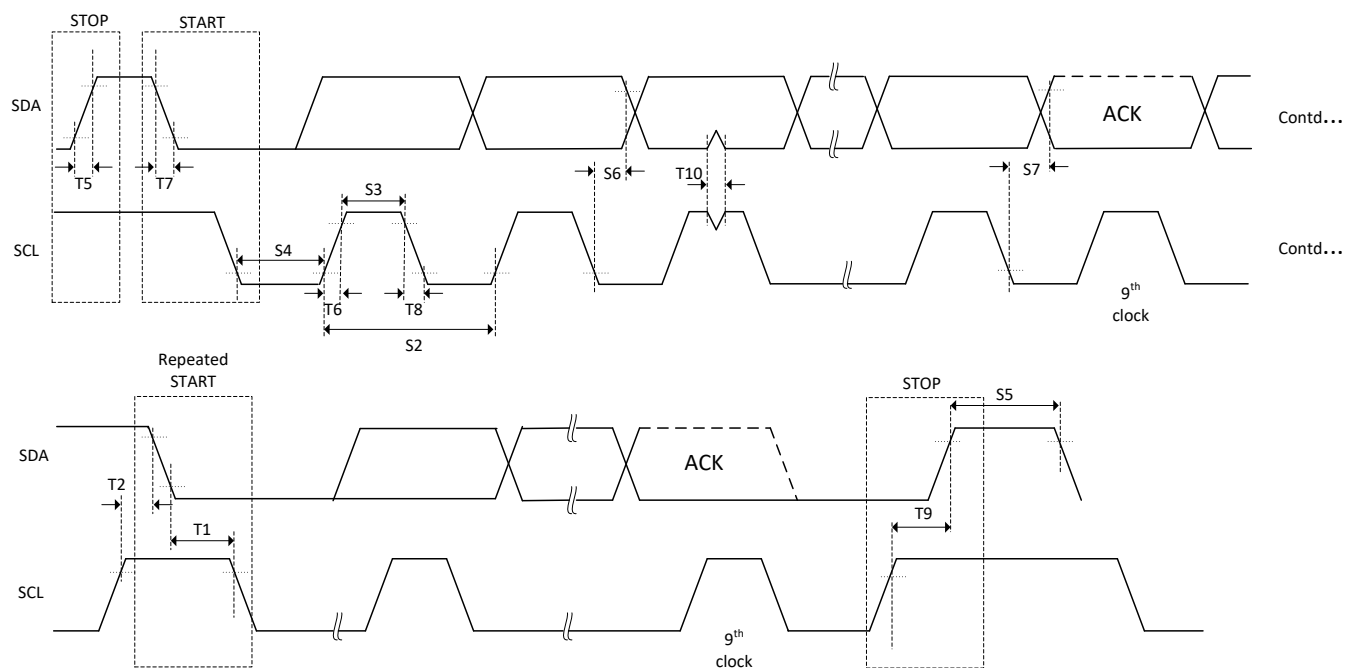 STOP
START
SDA
ACK
Contd...
T5
T7
S6
T10
S7
S3
SCL
S4
Contd...
T6
T8
9th
clock
S2
Repeated
START
STOP
S5
SDA
ACK
T2
T9
T1
SCL
9th
clock